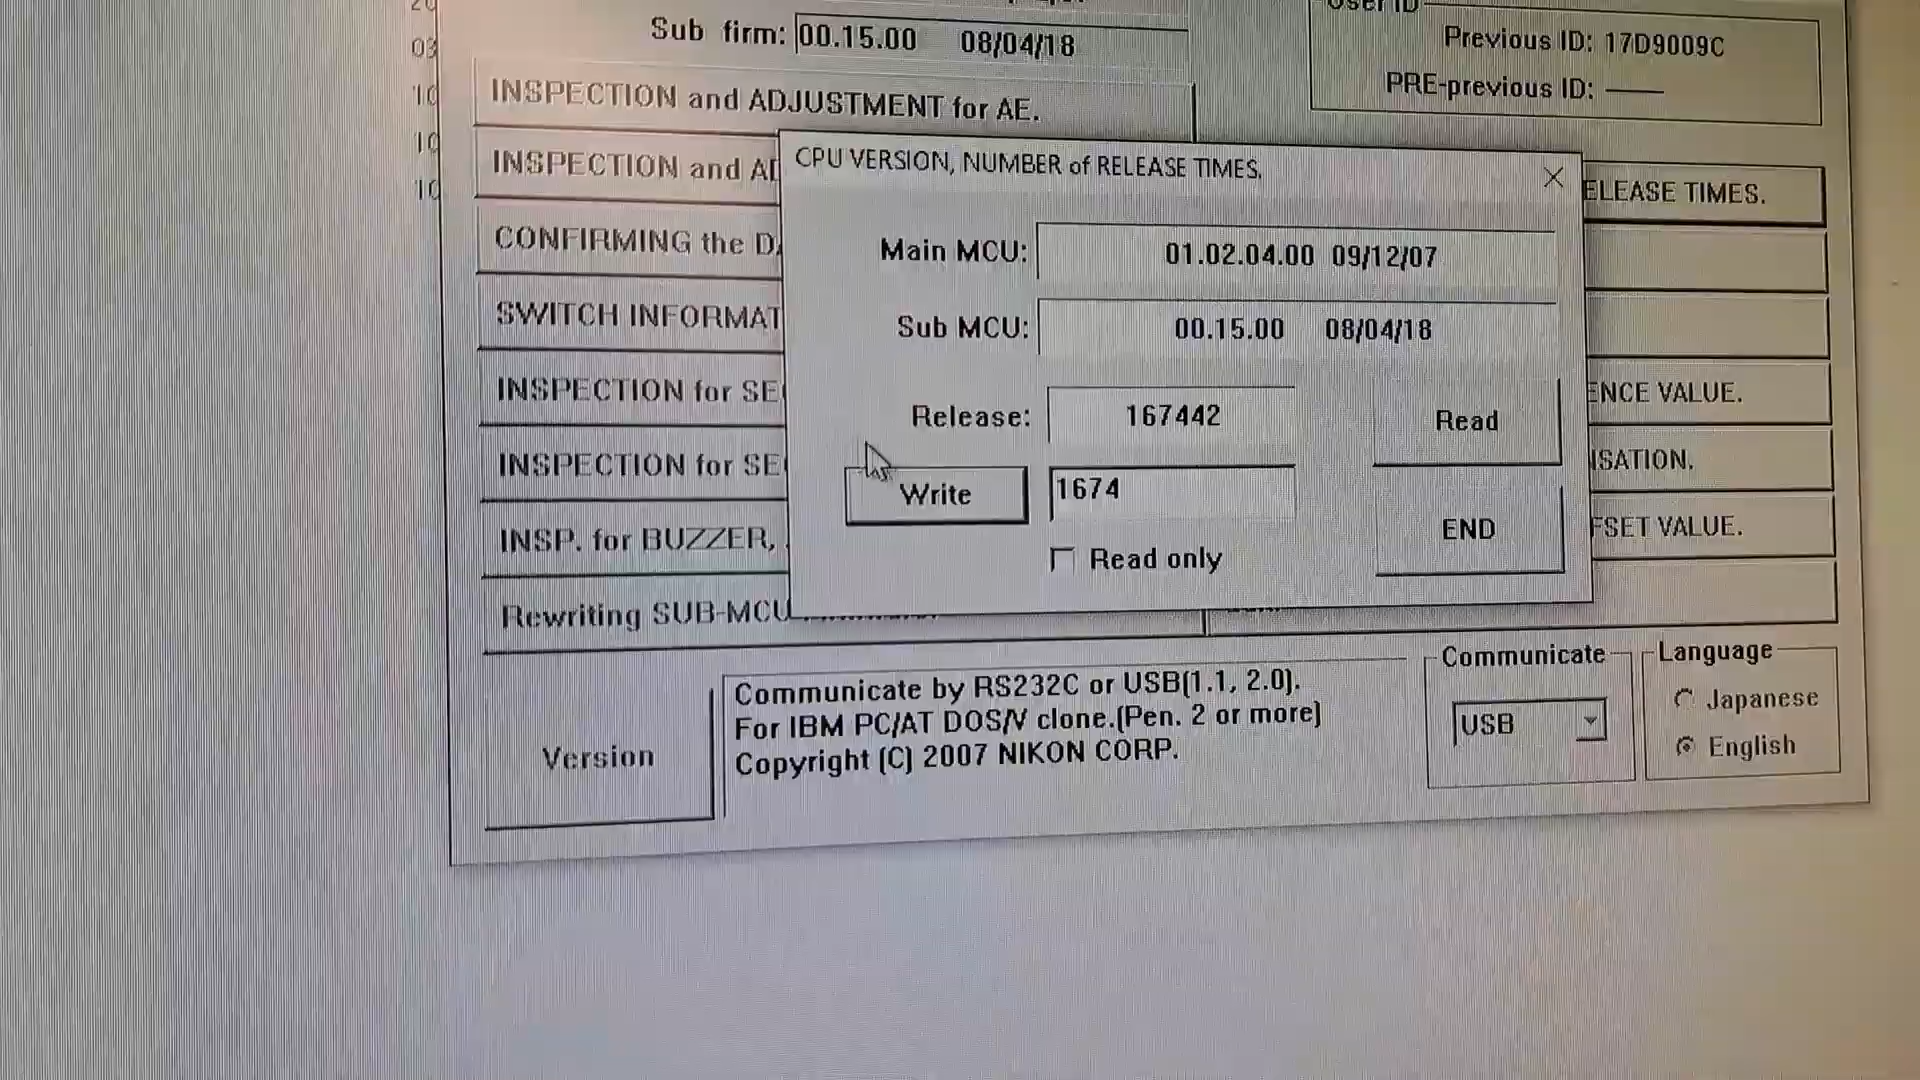 03
Sub firm: 00.15.00 08/04/18
User ID
Previous ID: 17D9009C
PRE-previous ID: ——
INSPECTION and ADJUSTMENT for AE.
INSPECTION and AD
CONFIRMING the DA
SWITCH INFORMAT
INSPECTION for SE
INSPECTION for SE
INSP. for BUZZER,
Rewriting SUB-MCU
CPU VERSION, NUMBER of RELEASE TIMES.
Main MCU: 01.02.04.00 09/12/07
Sub MCU: 00.15.00 08/04/18
Release: 167442
Read
Write
1674
END
Read only
ELEASE TIMES.
ENCE VALUE.
ISATION.
FSET VALUE.
Version
Communicate by RS232C or USB(1.1, 2.0).
For IBM PC/AT DOS/V clone.(Pen. 2 or more)
Copyright (C) 2007 NIKON CORP.
Communicate
USB
Language
Japanese
English